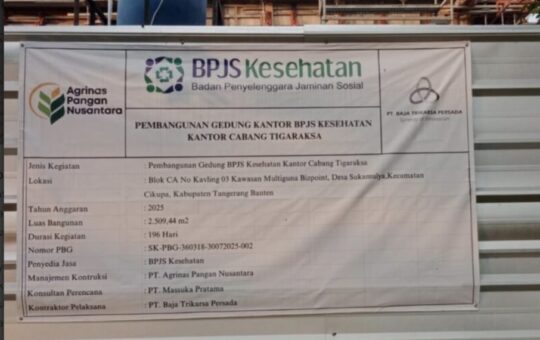 Agrinas
Pangan
Nusantara
BPJS Kesehatan
Badan Penyelenggara Jaminan Sosial
PT. BAJA TRIKARSA PERSADA
PEMBANGUNAN GEDUNG KANTOR BPJS KESEHATAN
KANTOR CABANG TIGARAKSA
Jenis Kegiatan : Pembangunan Gedung BPJS Kesehatan Kantor Cabang Tigaraksa
Lokasi : Blok CA No Kavling 03 Kawasan Multiguna Bizpoint, Desa Sukamulya,Kecamatan
Cikupa, Kabupaten Tangerang Banten
Tahun Anggaran : 2025
Luas Bangunan : 2.509,44 m2
Durasi Kegiatan : 196 Hari
Nomor PBG : SK-PBG-360318-30072025-002
Penyedia Jasa : BPJS Kesehatan
Manajemen Kontruksi : PT. Agrinas Pangan Nusantara
Konsultan Perencana : PT. Massuka Pratama
Kontraktor Pelaksana : PT. Baja Trikarsa Persada